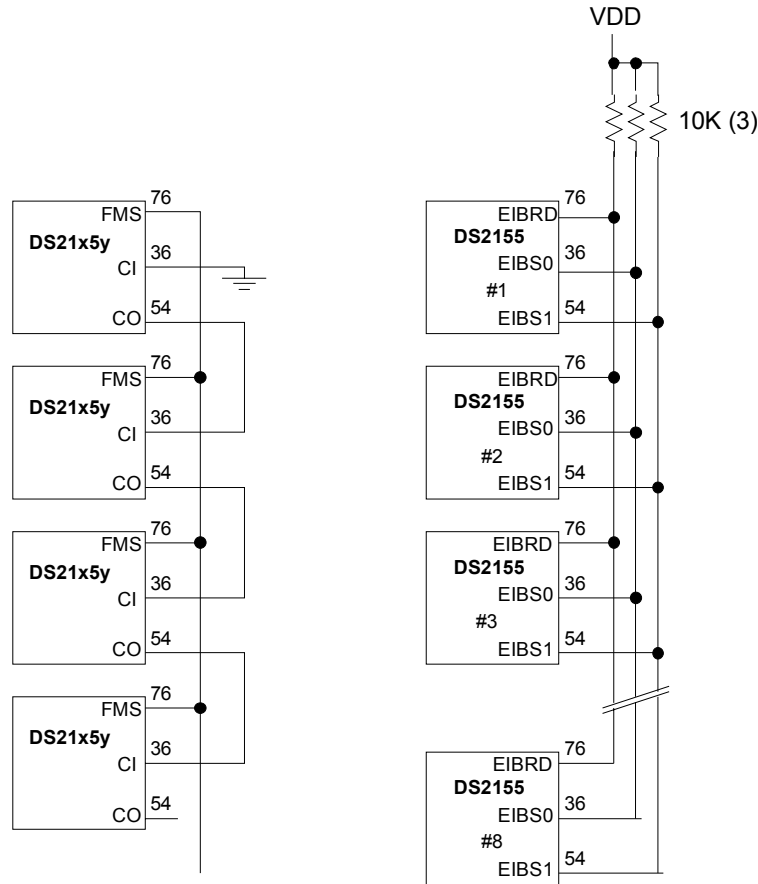 VDD
10K (3)
76
FMS
DS21x5y
36
CI
54
CO
76
FMS
DS21x5y
36
CI
54
CO
76
FMS
DS21x5y
36
CI
54
CO
76
FMS
DS21x5y
36
CI
54
CO
76
EIBRD
DS2155
36
EIBS0
#1
54
EIBS1
76
EIBRD
DS2155
36
EIBS0
#2
54
EIBS1
76
EIBRD
DS2155
36
EIBS0
#3
54
EIBS1
76
EIBRD
DS2155
36
EIBS0
#8
54
EIBS1